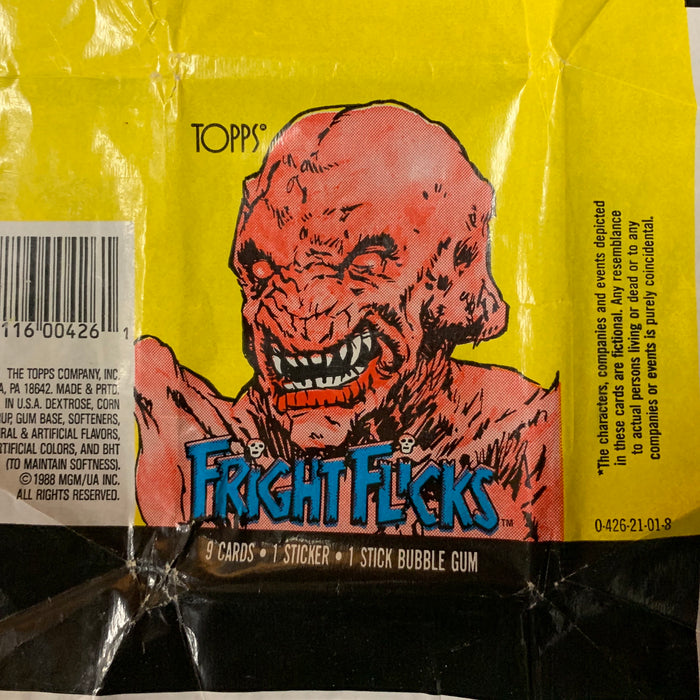 TOPPS®
116 00426 1
THE TOPPS COMPANY, INC.
A, PA 18642. MADE & PRTD.
IN U.S.A. DEXTROSE, CORN
UP, GUM BASE, SOFTENERS,
RAL & ARTIFICIAL FLAVORS,
RTIFICIAL COLORS, AND BHT
(TO MAINTAIN SOFTNESS).
© 1988 MGM/UA INC.
ALL RIGHTS RESERVED.
FRIGHT FLICKS™
9 CARDS • 1 STICKER • 1 STICK BUBBLE GUM
*The characters, companies and events depicted
in these cards are fictional. Any resemblance
to actual persons living or dead or to any
companies or events is purely coincidental.
0-426-21-01-8